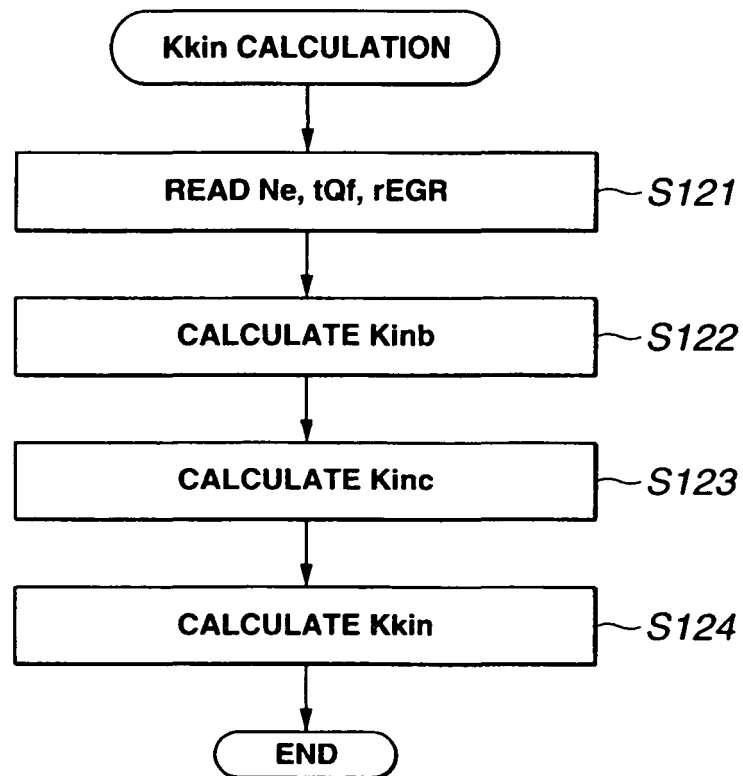 Kkin CALCULATION
READ Ne, tQf, rEGR
S121
CALCULATE Kinb
S122
CALCULATE Kinc
S123
CALCULATE Kkin
S124
END